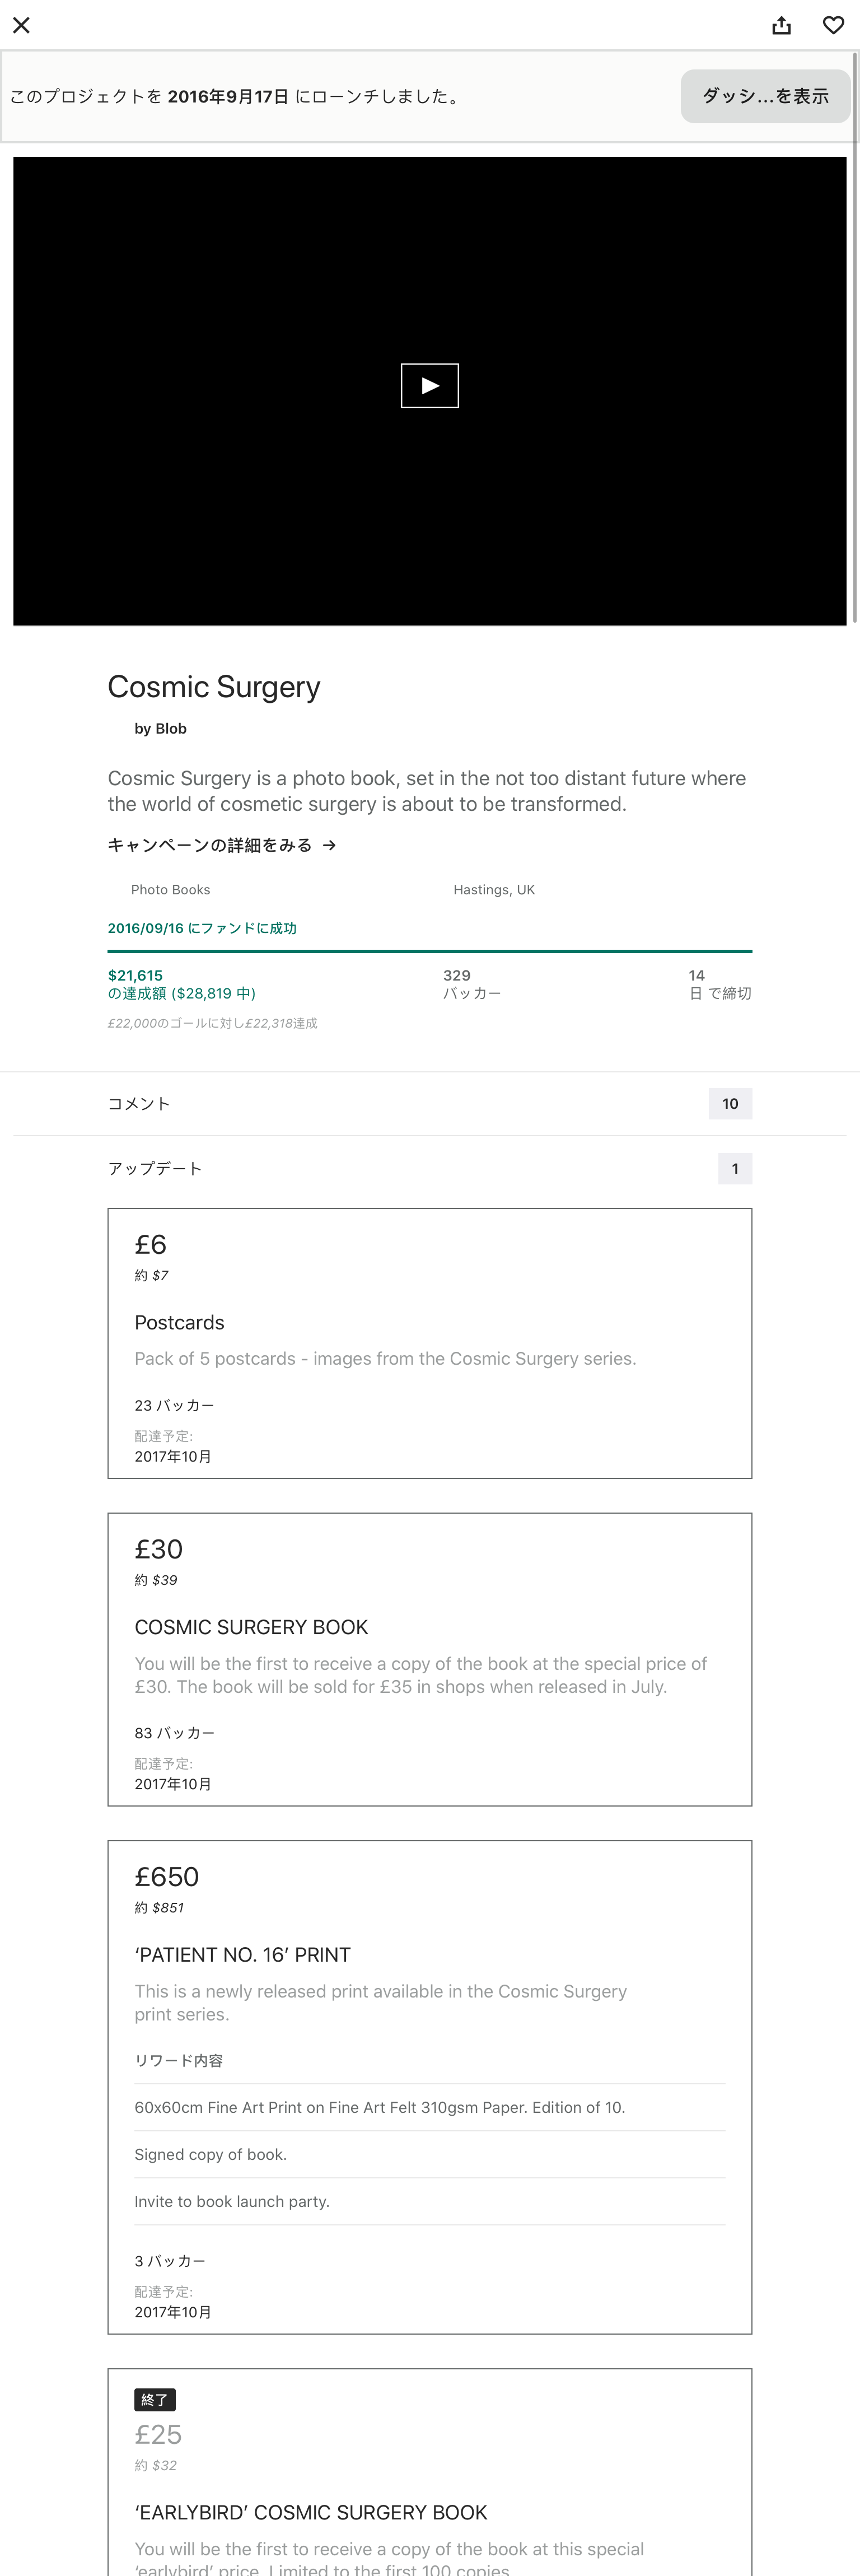 このプロジェクトを 2016年9月17日 にローンチしました。
ダッシ...を表示
Cosmic Surgery
by Blob
Cosmic Surgery is a photo book, set in the not too distant future where
the world of cosmetic surgery is about to be transformed.
キャンペーンの詳細をみる →
Photo Books
Hastings, UK
2016/09/16 にファンドに成功
$21,615
の達成額 ($28,819 中)
329
バッカー
14
日 で締切
£22,000のゴールに対し£22,318達成
コメント
10
アップデート
1
£6
約 $7
Postcards
Pack of 5 postcards - images from the Cosmic Surgery series.
23 バッカー
配達予定:
2017年10月
£30
約 $39
COSMIC SURGERY BOOK
You will be the first to receive a copy of the book at the special price of
£30. The book will be sold for £35 in shops when released in July.
83 バッカー
配達予定:
2017年10月
£650
約 $851
‘PATIENT NO. 16’ PRINT
This is a newly released print available in the Cosmic Surgery
print series.
リワード内容
60x60cm Fine Art Print on Fine Art Felt 310gsm Paper. Edition of 10.
Signed copy of book.
Invite to book launch party.
3 バッカー
配達予定:
2017年10月
終了
£25
約 $32
‘EARLYBIRD’ COSMIC SURGERY BOOK
You will be the first to receive a copy of the book at this special
‘earlybird’ price. Limited to the first 100 copies